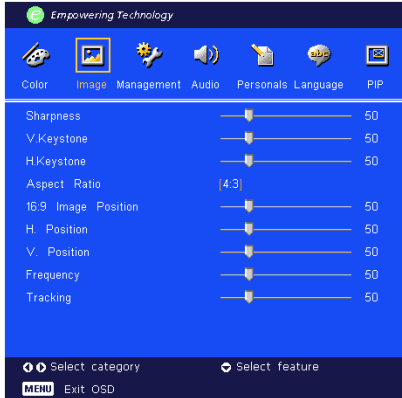 e Empowering Technology
Color Image Management Audio Personals Language PIP
Sharpness 50
V.Keystone 50
H.Keystone 50
Aspect Ratio [4:3]
16:9 Image Position 50
H. Position 50
V. Position 50
Frequency 50
Tracking 50
Select category Select feature
MENU Exit OSD